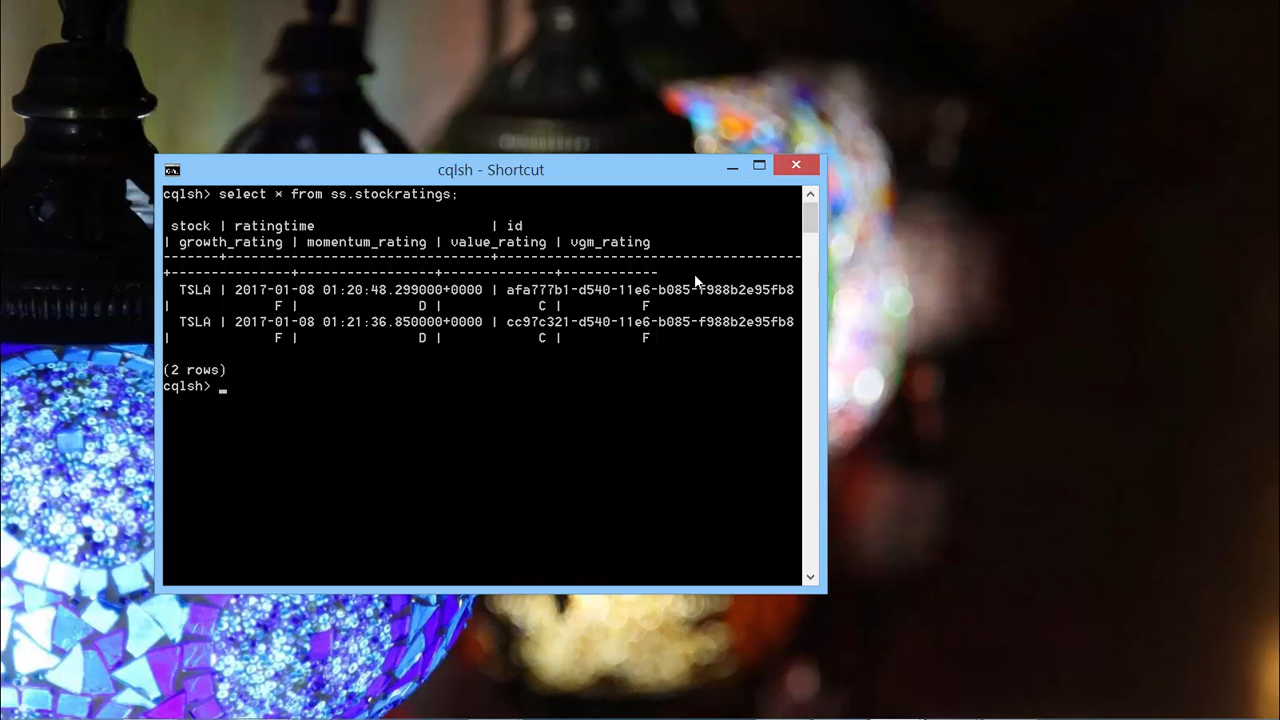 cqlsh - Shortcut
cqlsh> select * from ss.stockratings;
 stock | ratingtime                      | id
| growth_rating | momentum_rating | value_rating | vgm_rating
-------+---------------------------------+--------------------------------------
+---------------+-----------------+--------------+------------
  TSLA | 2017-01-08 01:20:48.299000+0000 | afa777b1-d540-11e6-b085-f988b2e95fb8
|             F |               D |            C |          F
  TSLA | 2017-01-08 01:21:36.850000+0000 | cc97c321-d540-11e6-b085-f988b2e95fb8
|             F |               D |            C |          F
(2 rows)
cqlsh> _